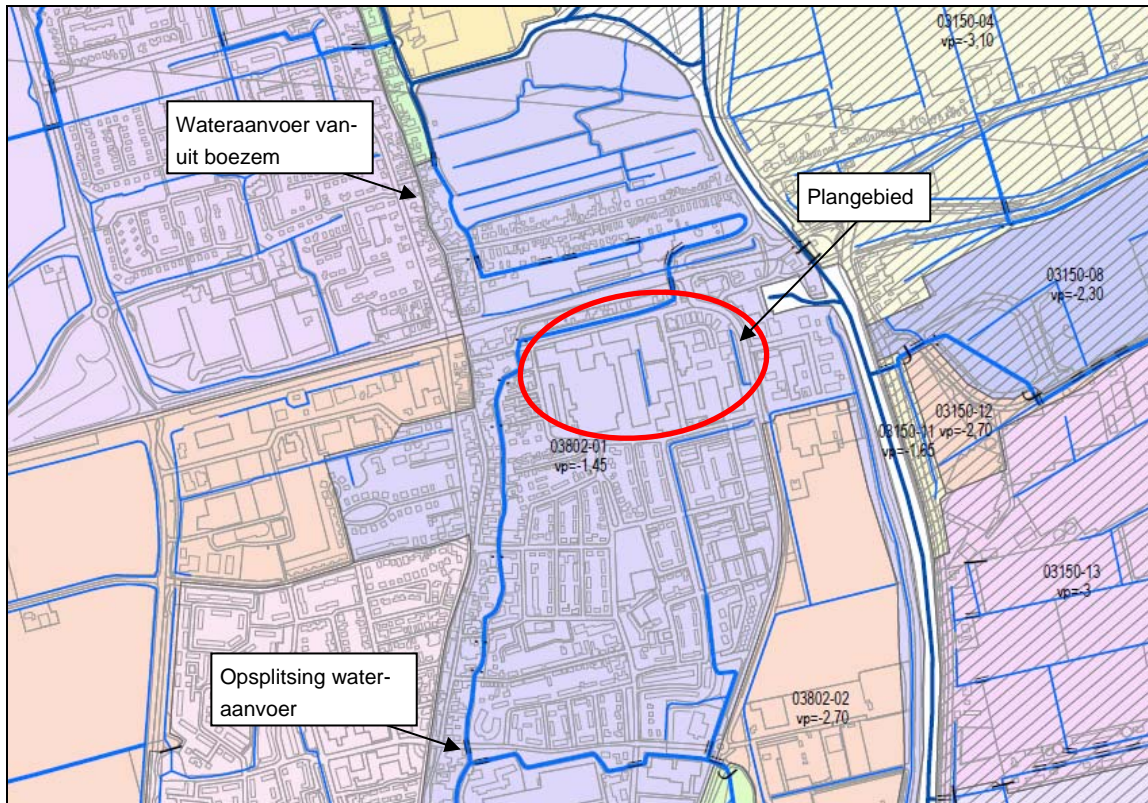 03150-04
vp=-3,10
Wateraanvoer van-
uit boezem
Plangebied
03150-08
vp=-2,30
03150-12
vp=-2,70
03150-11
vp=-1,65
03802-01
vp=-1,45
03150-13
vp=-3
Opsplitsing water-
aanvoer
03802-02
vp=-2,70